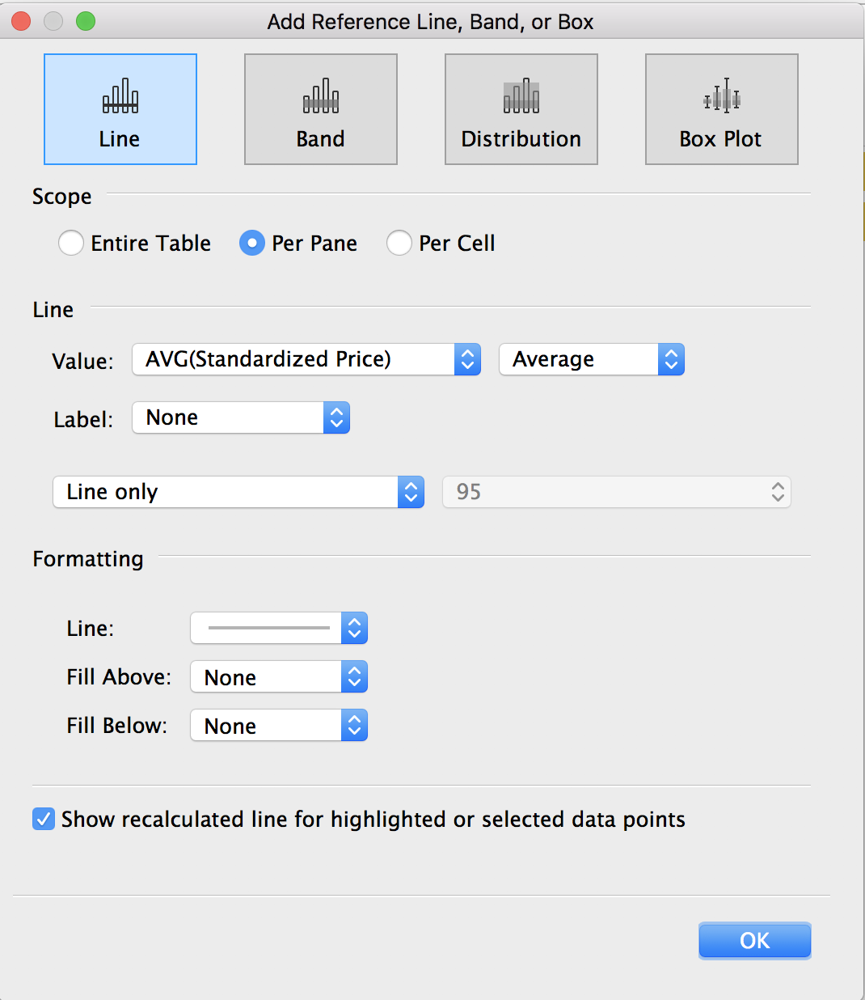 Add Reference Line, Band, or Box
Line Band Distribution Box Plot
Scope
Entire Table Per Pane Per Cell
Line
Value: AVG(Standardized Price) Average
Label: None
Line only 95
Formatting
Line:
Fill Above: None
Fill Below: None
Show recalculated line for highlighted or selected data points
OK